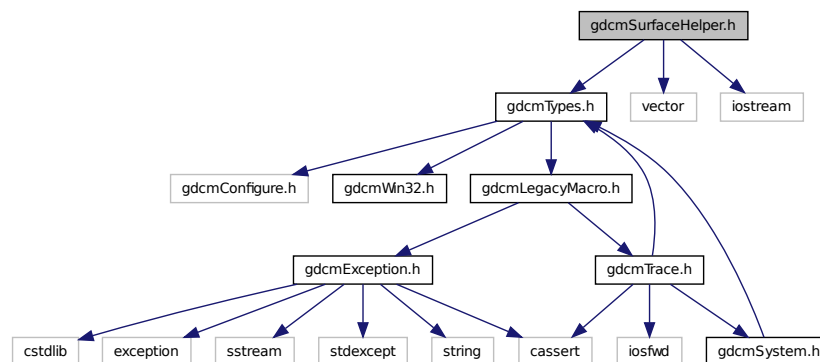 gdcmSurfaceHelper.h
gdcmTypes.h
vector
iostream
gdcmConfigure.h
gdcmWin32.h
gdcmLegacyMacro.h
gdcmException.h
gdcmTrace.h
cstdlib
exception
sstream
stdexcept
string
cassert
iosfwd
gdcmSystem.h